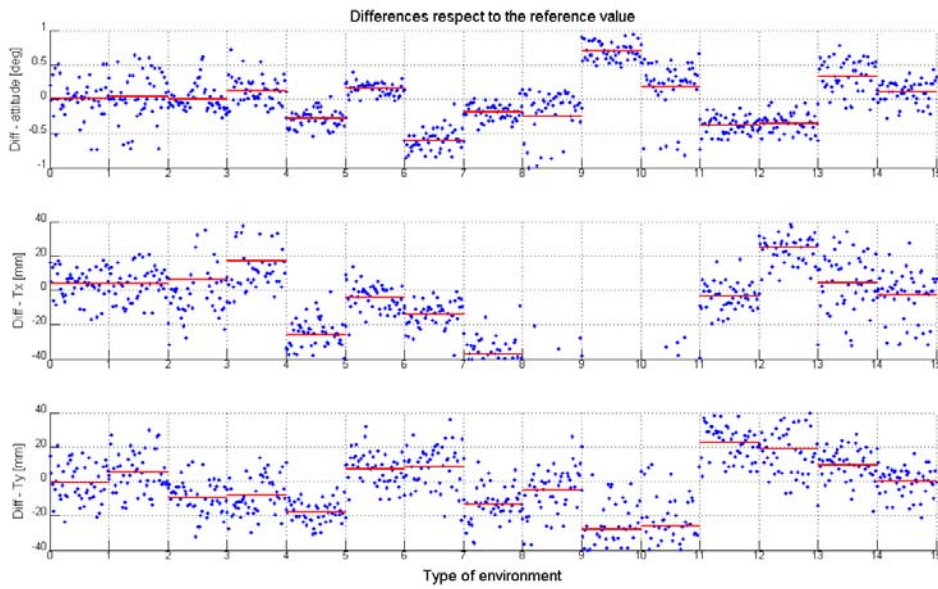 Differences respect to the reference value
Diff - attitude [deg]
1
0.5
0
-0.5
-1
0 1 2 3 4 5 6 7 8 9 10 11 12 13 14 15
Diff - Tx [mm]
40
20
0
-20
-40
0 1 2 3 4 5 6 7 8 9 10 11 12 13 14 15
Diff - Ty [mm]
40
20
0
-20
-40
0 1 2 3 4 5 6 7 8 9 10 11 12 13 14 15
Type of environment